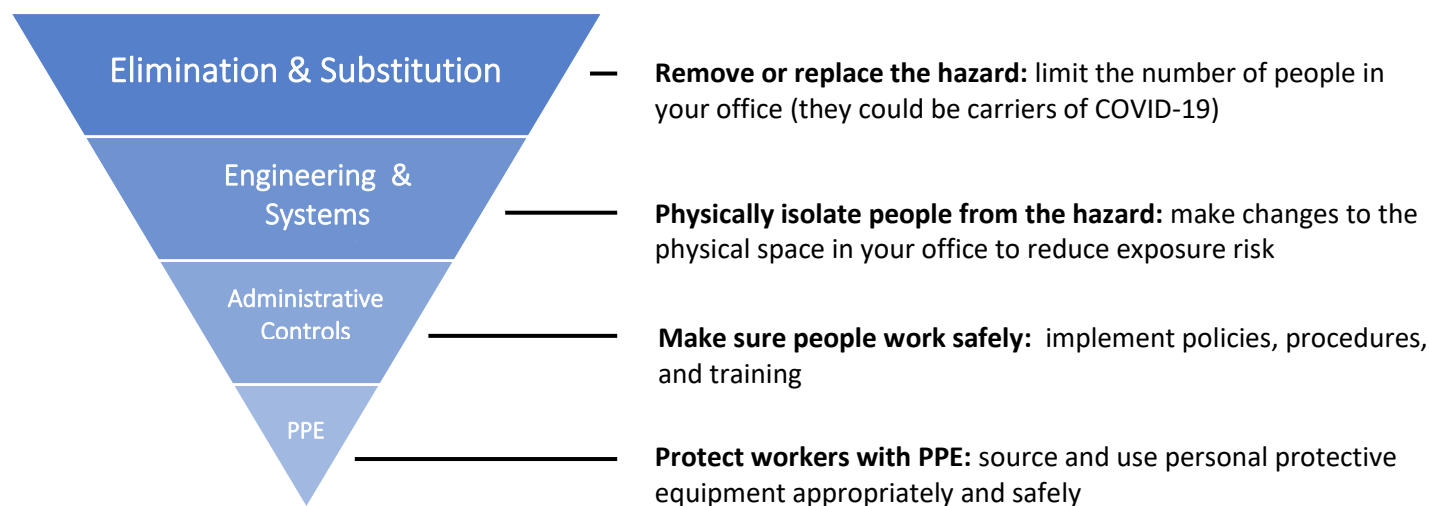 Elimination & Substitution
Remove or replace the hazard: limit the number of people in
your office (they could be carriers of COVID-19)
Engineering &
Systems
Physically isolate people from the hazard: make changes to the
physical space in your office to reduce exposure risk
Administrative
Controls
Make sure people work safely: implement policies, procedures,
and training
PPE
Protect workers with PPE: source and use personal protective
equipment appropriately and safely